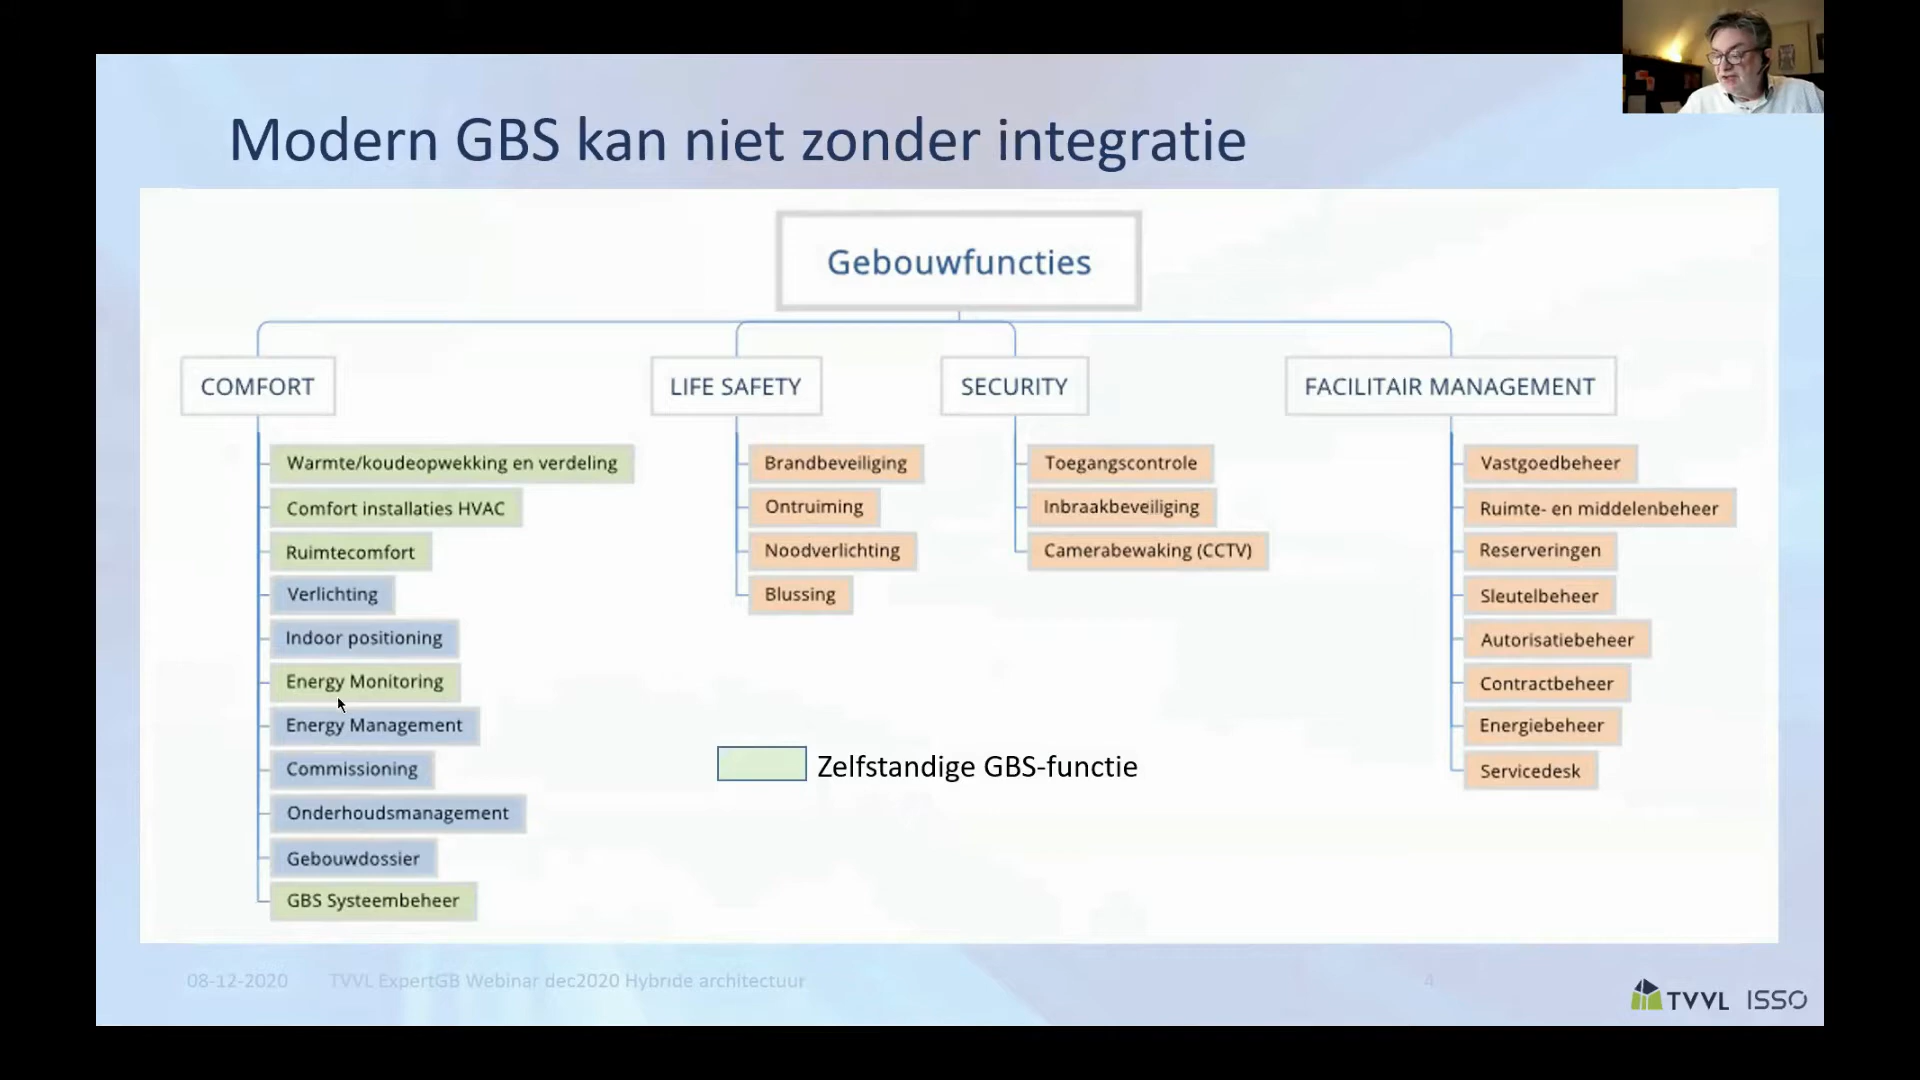 Modern GBS kan niet zonder integratie
Gebouwfuncties
COMFORT
Warmte/koudeopwekking en verdeling
Comfort installaties HVAC
Ruimtecomfort
Verlichting
Indoor positioning
Energy Monitoring
Energy Management
Commissioning
Onderhoudsmanagement
Gebouwdossier
GBS Systeembeheer
LIFE SAFETY
Brandbeveiliging
Ontruiming
Noodverlichting
Blussing
SECURITY
Toegangscontrole
Inbraakbeveiliging
Camerabewaking (CCTV)
FACILITAIR MANAGEMENT
Vastgoedbeheer
Ruimte- en middelenbeheer
Reserveringen
Sleutelbeheer
Autorisatiebeheer
Contractbeheer
Energiebeheer
Servicedesk
Zelfstandige GBS-functie
08-12-2020 TVVL ExpertGB Webinar dec2020 Hybride architectuur 4
TVVL ISSO